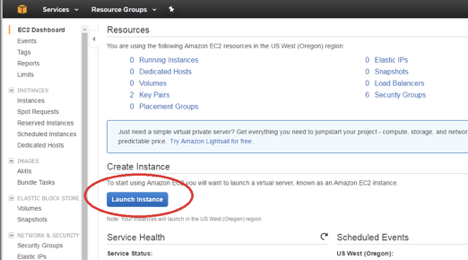 Services
Resource Groups
EC2 Dashboard
Events
Tags
Reports
Limits
INSTANCES
Instances
Spot Requests
Reserved Instances
Scheduled Instances
Dedicated Hosts
IMAGES
AMIs
Bundle Tasks
ELASTIC BLOCK STORE
Volumes
Snapshots
NETWORK & SECURITY
Security Groups
Elastic IPs
Resources
You are using the following Amazon EC2 resources in the US West (Oregon) region:
0 Running Instances
0 Dedicated Hosts
0 Volumes
2 Key Pairs
0 Placement Groups
0 Elastic IPs
0 Snapshots
0 Load Balancers
6 Security Groups
Just need a simple virtual private server? Get everything you need to jumpstart your project - compute, storage, and
predictable price. Try Amazon Lightsail for free.
Create Instance
To start using Amazon EC2 you will want to launch a virtual server, known as an Amazon EC2 instance.
Launch Instance
Note: Your instances will launch in the US West (Oregon) region
Service Health
Service Status:
Scheduled Events
US West (Oregon):